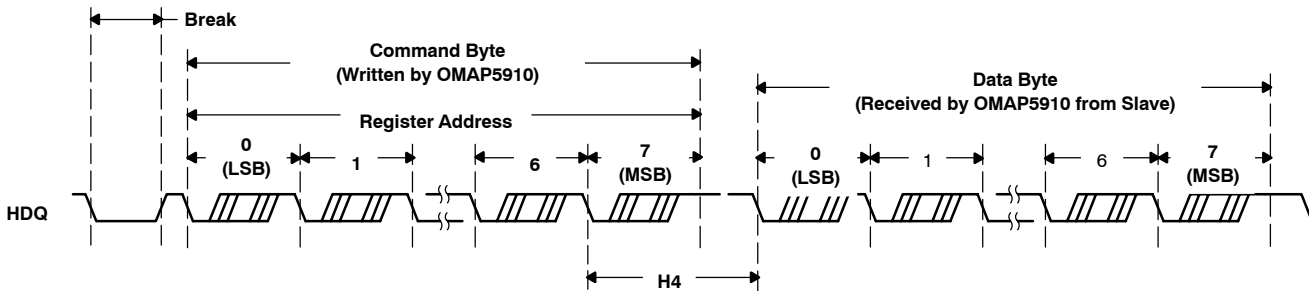 Break
Command Byte
(Written by OMAP5910)
Data Byte
(Received by OMAP5910 from Slave)
Register Address
0
(LSB)
1
6
7
(MSB)
0
(LSB)
1
6
7
(MSB)
HDQ
H4